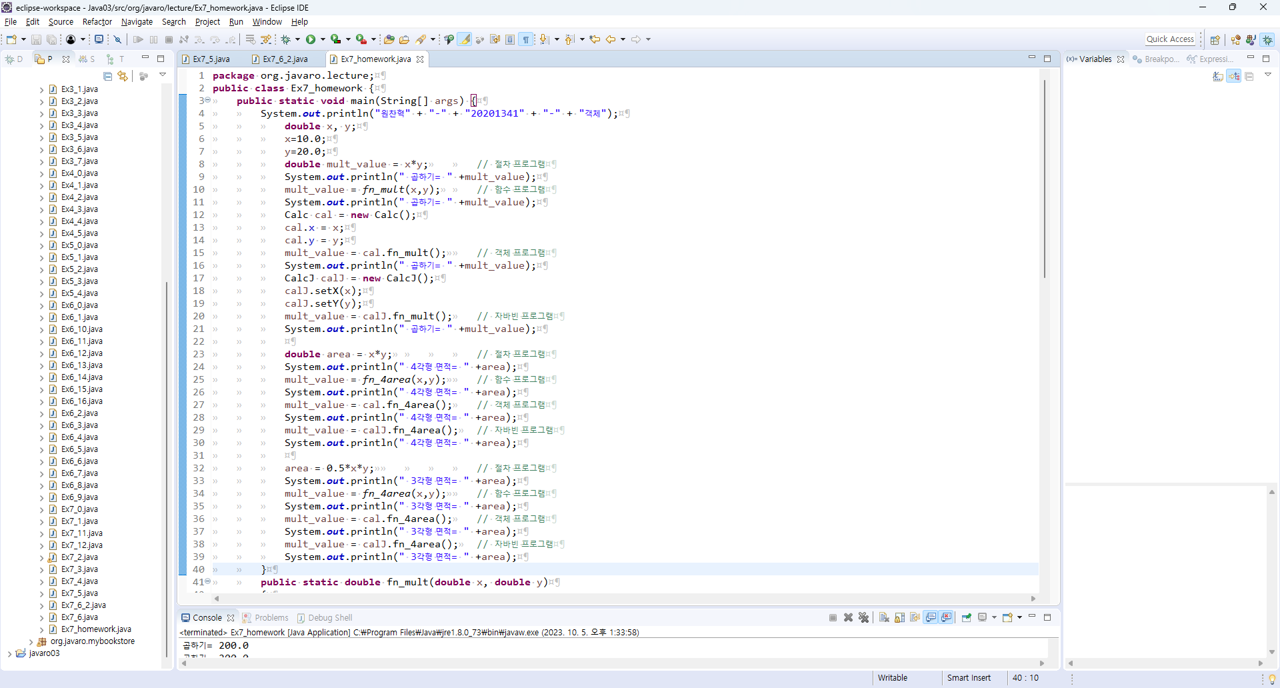 eclipse-workspace - Java03/src/org/javaro/lecture/Ex7_homework.java - Eclipse IDE
File Edit Source Refactor Navigate Search Project Run Window Help
Quick Access
D P S T
Ex7_5.java Ex7_6_2.java Ex7_homework.java
Variables Breakpo... Expressi...
Ex3_1.java
Ex3_2.java
Ex3_3.java
Ex3_4.java
Ex3_5.java
Ex3_6.java
Ex3_7.java
Ex4_0.java
Ex4_1.java
Ex4_2.java
Ex4_3.java
Ex4_4.java
Ex4_5.java
Ex5_0.java
Ex5_1.java
Ex5_2.java
Ex5_3.java
Ex5_4.java
Ex6_0.java
Ex6_1.java
Ex6_10.java
Ex6_11.java
Ex6_12.java
Ex6_13.java
Ex6_14.java
Ex6_15.java
Ex6_16.java
Ex6_2.java
Ex6_3.java
Ex6_4.java
Ex6_5.java
Ex6_6.java
Ex6_7.java
Ex6_8.java
Ex6_9.java
Ex7_0.java
Ex7_1.java
Ex7_11.java
Ex7_12.java
Ex7_2.java
Ex7_3.java
Ex7_4.java
Ex7_5.java
Ex7_6_2.java
Ex7_6.java
Ex7_homework.java
org.javaro.mybookstore
javaro03
1 package org.javaro.lecture;
2 public class Ex7_homework {
3 public static void main(String[] args) {
4 System.out.println("원찬혁" + "-" + "20201341" + "-" + "객체");
5 double x, y;
6 x=10.0;
7 y=20.0;
8 double mult_value = x*y; // 절차 프로그램
9 System.out.println(" 곱하기= " +mult_value);
10 mult_value = fn_mult(x,y); // 함수 프로그램
11 System.out.println(" 곱하기= " +mult_value);
12 Calc cal = new Calc();
13 cal.x = x;
14 cal.y = y;
15 mult_value = cal.fn_mult(); // 객체 프로그램
16 System.out.println(" 곱하기= " +mult_value);
17 CalcJ calJ = new CalcJ();
18 calJ.setX(x);
19 calJ.setY(y);
20 mult_value = calJ.fn_mult(); // 자바빈 프로그램
21 System.out.println(" 곱하기= " +mult_value);
22
23 double area = x*y; // 절차 프로그램
24 System.out.println(" 4각형 면적= " +area);
25 mult_value = fn_4area(x,y); // 함수 프로그램
26 System.out.println(" 4각형 면적= " +area);
27 mult_value = cal.fn_4area(); // 객체 프로그램
28 System.out.println(" 4각형 면적= " +area);
29 mult_value = calJ.fn_4area(); // 자바빈 프로그램
30 System.out.println(" 4각형 면적= " +area);
31
32 area = 0.5*x*y; // 절차 프로그램
33 System.out.println(" 3각형 면적= " +area);
34 mult_value = fn_4area(x,y); // 함수 프로그램
35 System.out.println(" 3각형 면적= " +area);
36 mult_value = cal.fn_4area(); // 객체 프로그램
37 System.out.println(" 3각형 면적= " +area);
38 mult_value = calJ.fn_4area(); // 자바빈 프로그램
39 System.out.println(" 3각형 면적= " +area);
40 }
41 public static double fn_mult(double x, double y)
Console Problems Debug Shell
<terminated> Ex7_homework [Java Application] C:₩Program Files₩Java₩jre1.8.0_73₩bin₩javaw.exe (2023. 10. 5. 오후 1:33:58)
곱하기= 200.0
Writable Smart Insert 40 : 10